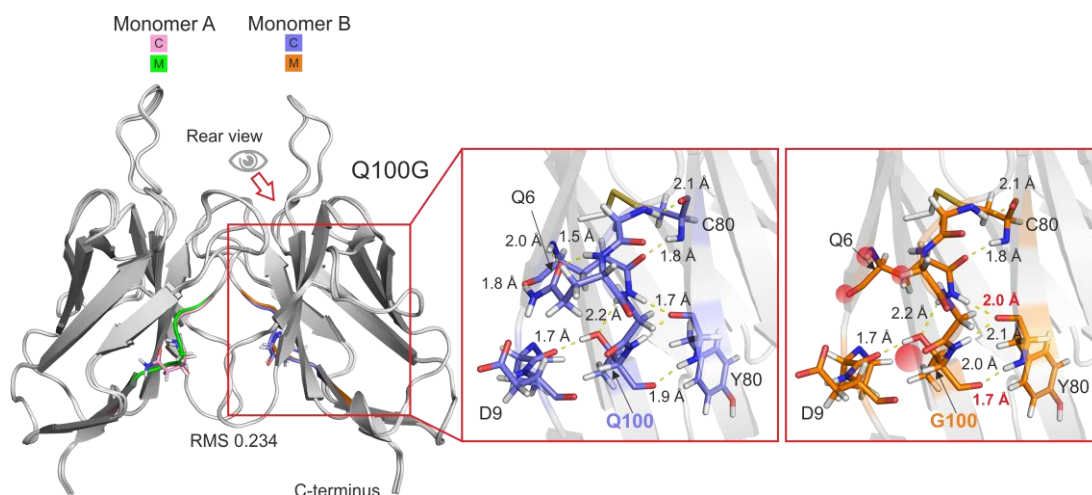 Monomer A Monomer B
C C
M M
Rear view
Q100G
RMS 0.234
C-terminus
2.1 Å
Q6
C80
2.0 Å 1.5 Å
1.8 Å
1.8 Å
1.7 Å
2.2 Å
1.7 Å
1.9 Å
Y80
D9
Q100
2.1 Å
Q6
C80
1.8 Å
2.0 Å
2.2 Å
1.7 Å
2.1
2.0 Å
1.7 Å
Y80
D9
G100